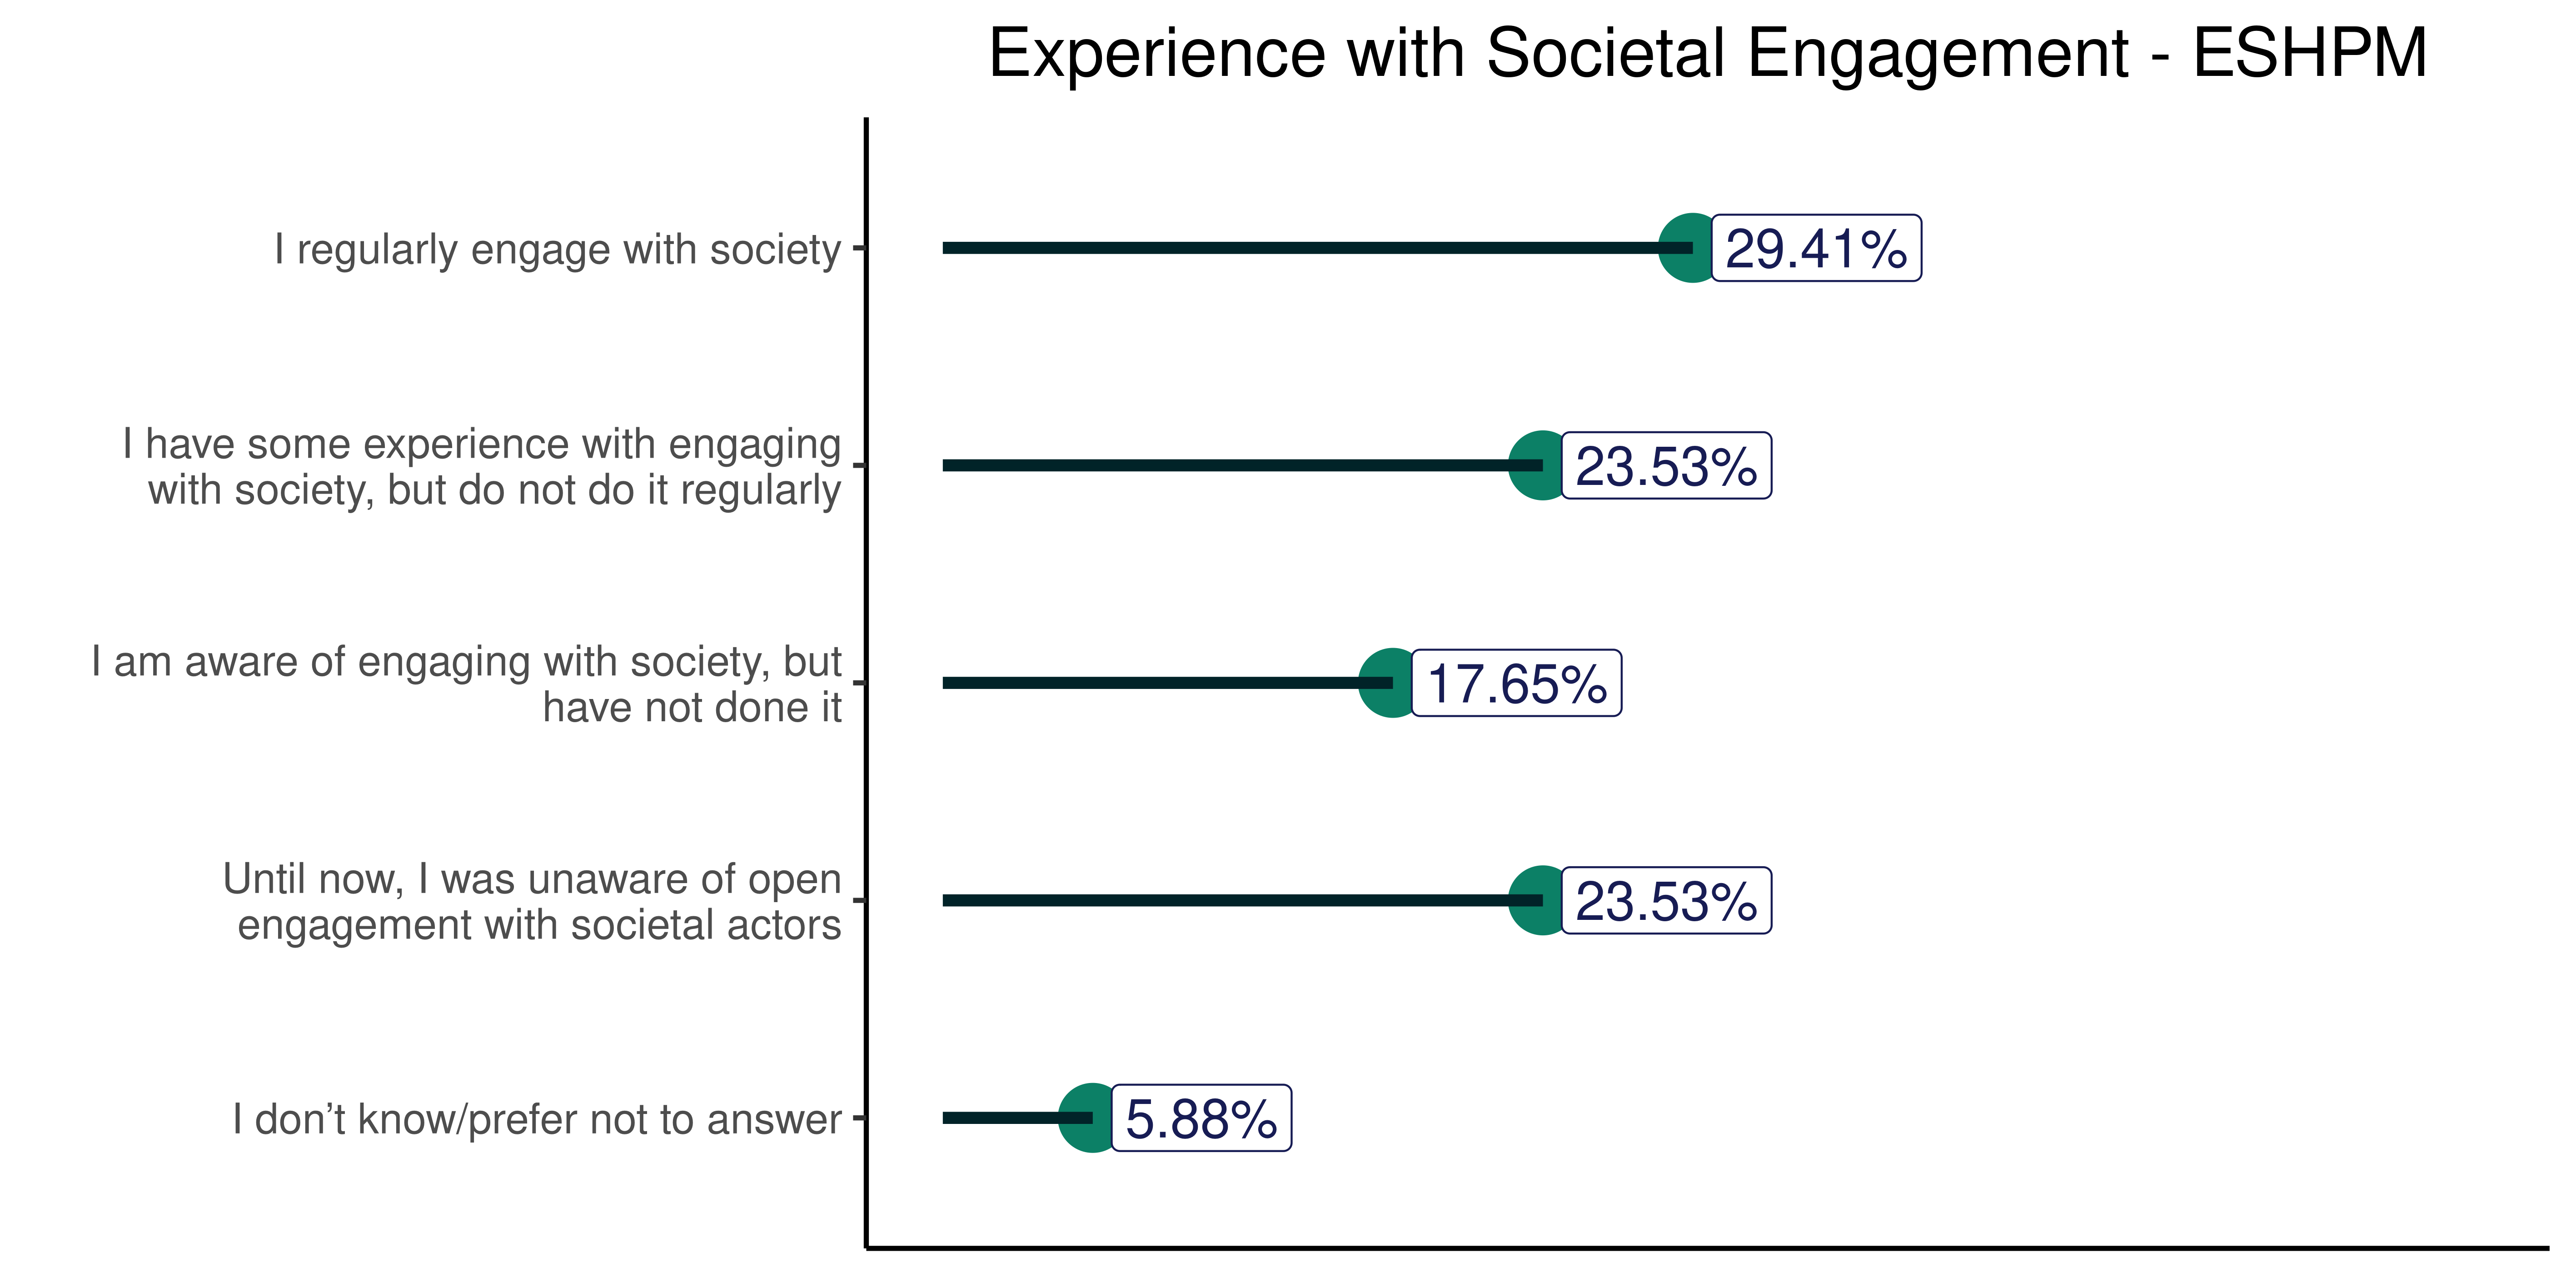 Experience with Societal Engagement - ESHPM
I regularly engage with society
29.41%
I have some experience with engaging
with society, but do not do it regularly
23.53%
I am aware of engaging with society, but
have not done it
17.65%
Until now, I was unaware of open
engagement with societal actors
23.53%
I don’t know/prefer not to answer
5.88%